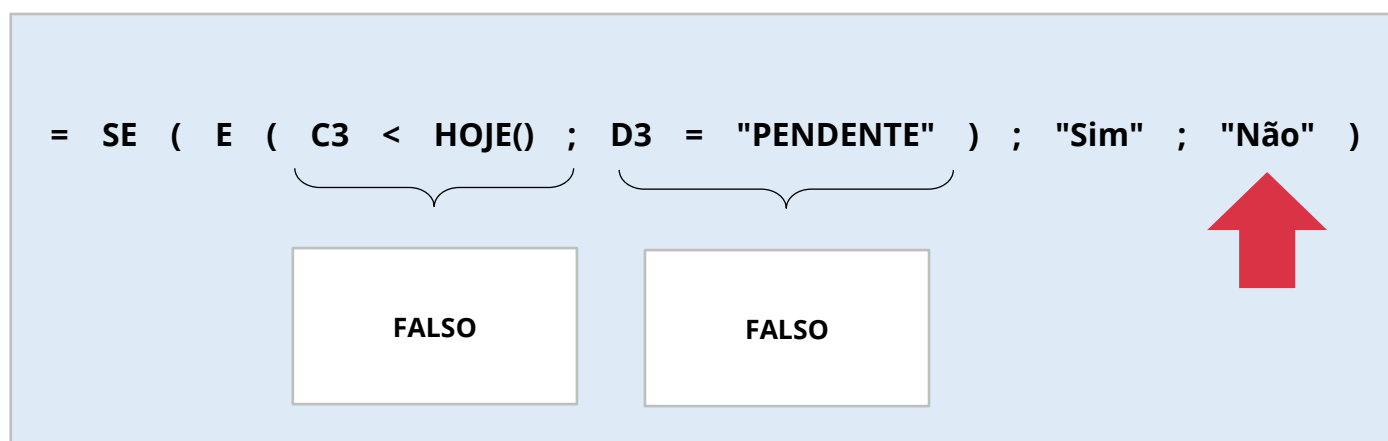 = SE ( E ( C3 < HOJE() ; D3 = "PENDENTE" ) ; "Sim" ; "Não" )
FALSO
FALSO